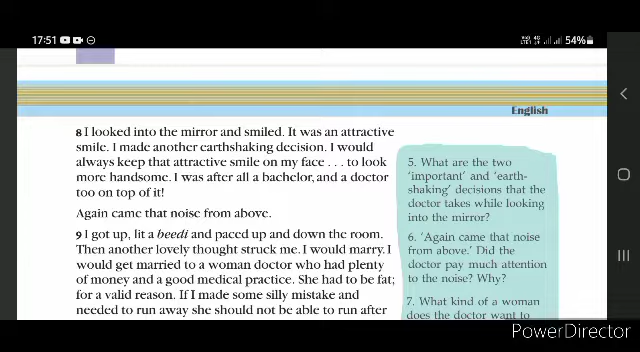 17:51
54%
English
8 I looked into the mirror and smiled. It was an attractive
smile. I made another earthshaking decision. I would
always keep that attractive smile on my face . . . to look
more handsome. I was after all a bachelor, and a doctor
too on top of it!
Again came that noise from above.
9 I got up, lit a beedi and paced up and down the room.
Then another lovely thought struck me. I would marry. I
would get married to a woman doctor who had plenty
of money and a good medical practice. She had to be fat;
for a valid reason. If I made some silly mistake and
needed to run away she should not be able to run after
5. What are the two
'important' and 'earth-
shaking' decisions that the
doctor takes while looking
into the mirror?
6. 'Again came that noise
from above.' Did the
doctor pay much attention
to the noise? Why?
7. What kind of a woman
does the doctor want to
PowerDirector